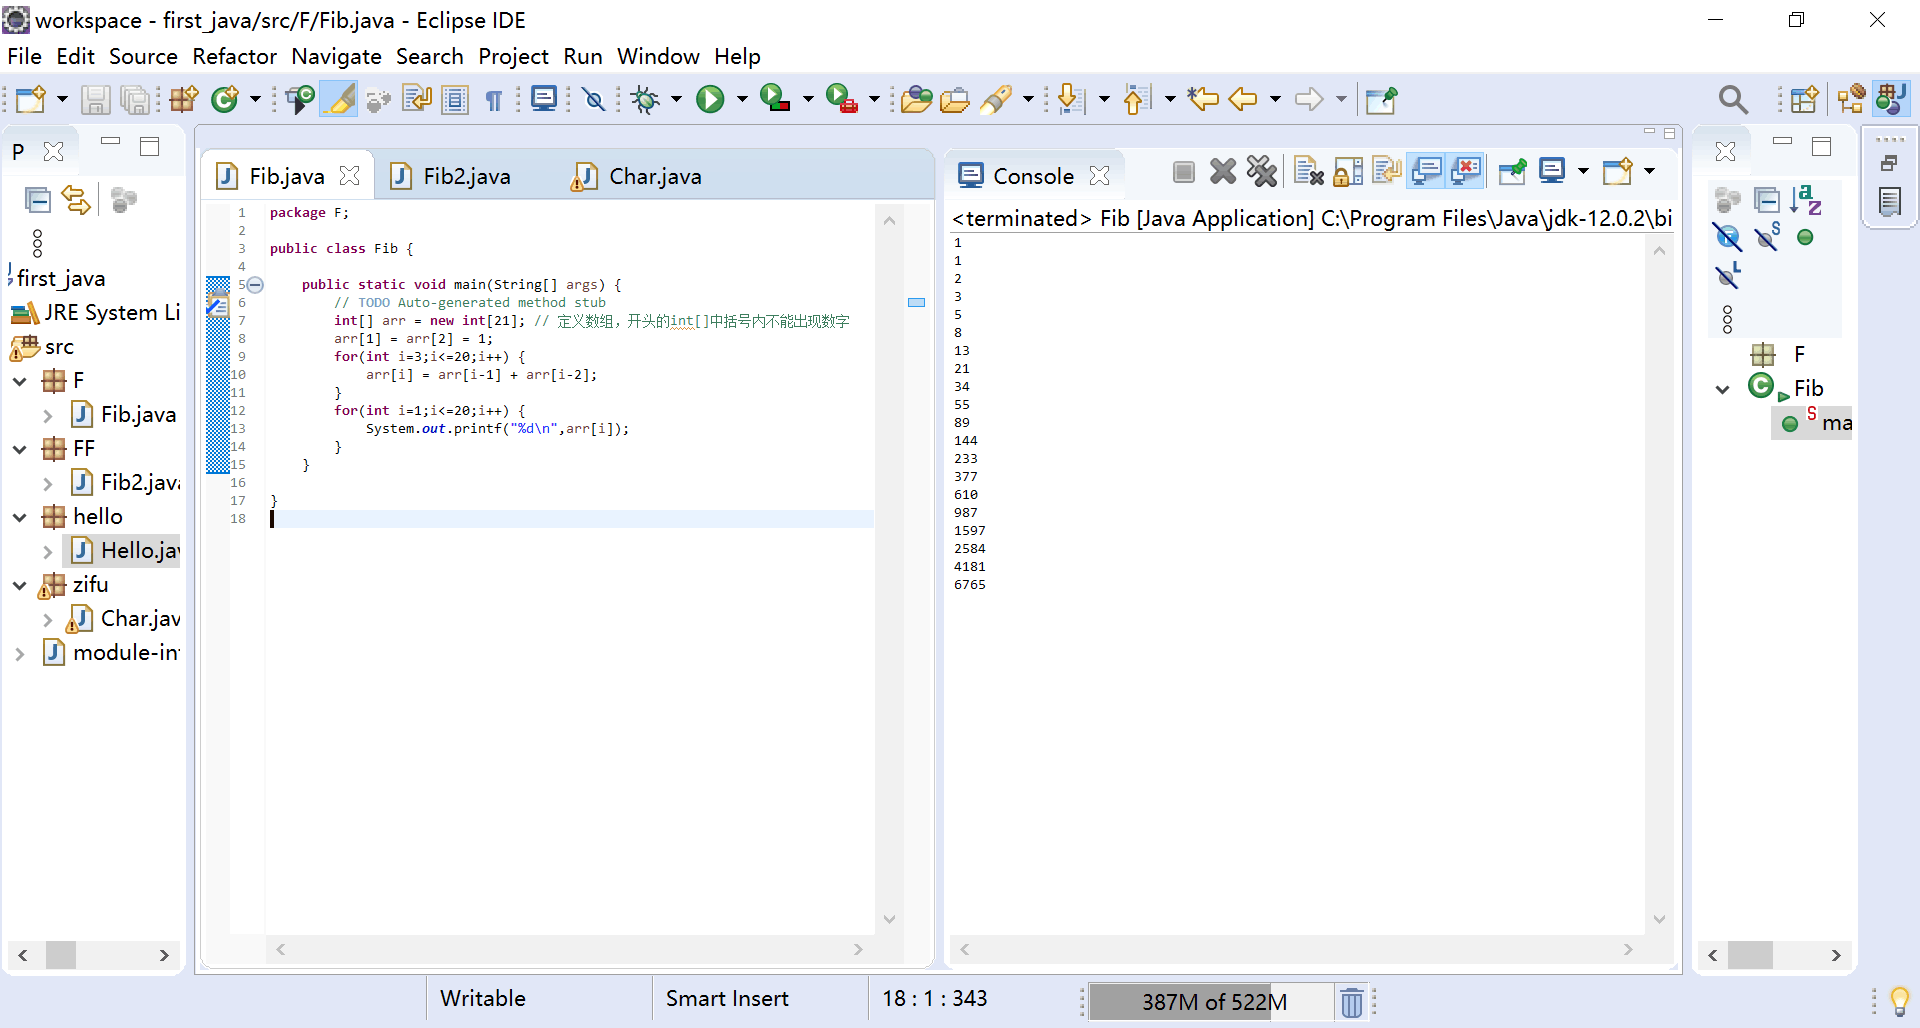 workspace - first_java/src/F/Fib.java - Eclipse IDE
File Edit Source Refactor Navigate Search Project Run Window Help
P
first_java
JRE System Li
src
F
Fib.java
FF
Fib2.java
hello
Hello.jav
zifu
Char.jav
module-in
Fib.java Fib2.java Char.java
1 package F;
2
3 public class Fib {
4
5 public static void main(String[] args) {
6 // TODO Auto-generated method stub
7 int[] arr = new int[21]; // 定义数组，开头的int[]中括号内不能出现数字
8 arr[1] = arr[2] = 1;
9 for(int i=3;i<=20;i++) {
10 arr[i] = arr[i-1] + arr[i-2];
11 }
12 for(int i=1;i<=20;i++) {
13 System.out.printf("%d\n",arr[i]);
14 }
15 }
16
17 }
18
Console
<terminated> Fib [Java Application] C:\Program Files\Java\jdk-12.0.2\bi
1
1
2
3
5
8
13
21
34
55
89
144
233
377
610
987
1597
2584
4181
6765
F
Fib
S ma
Writable
Smart Insert
18 : 1 : 343
387M of 522M